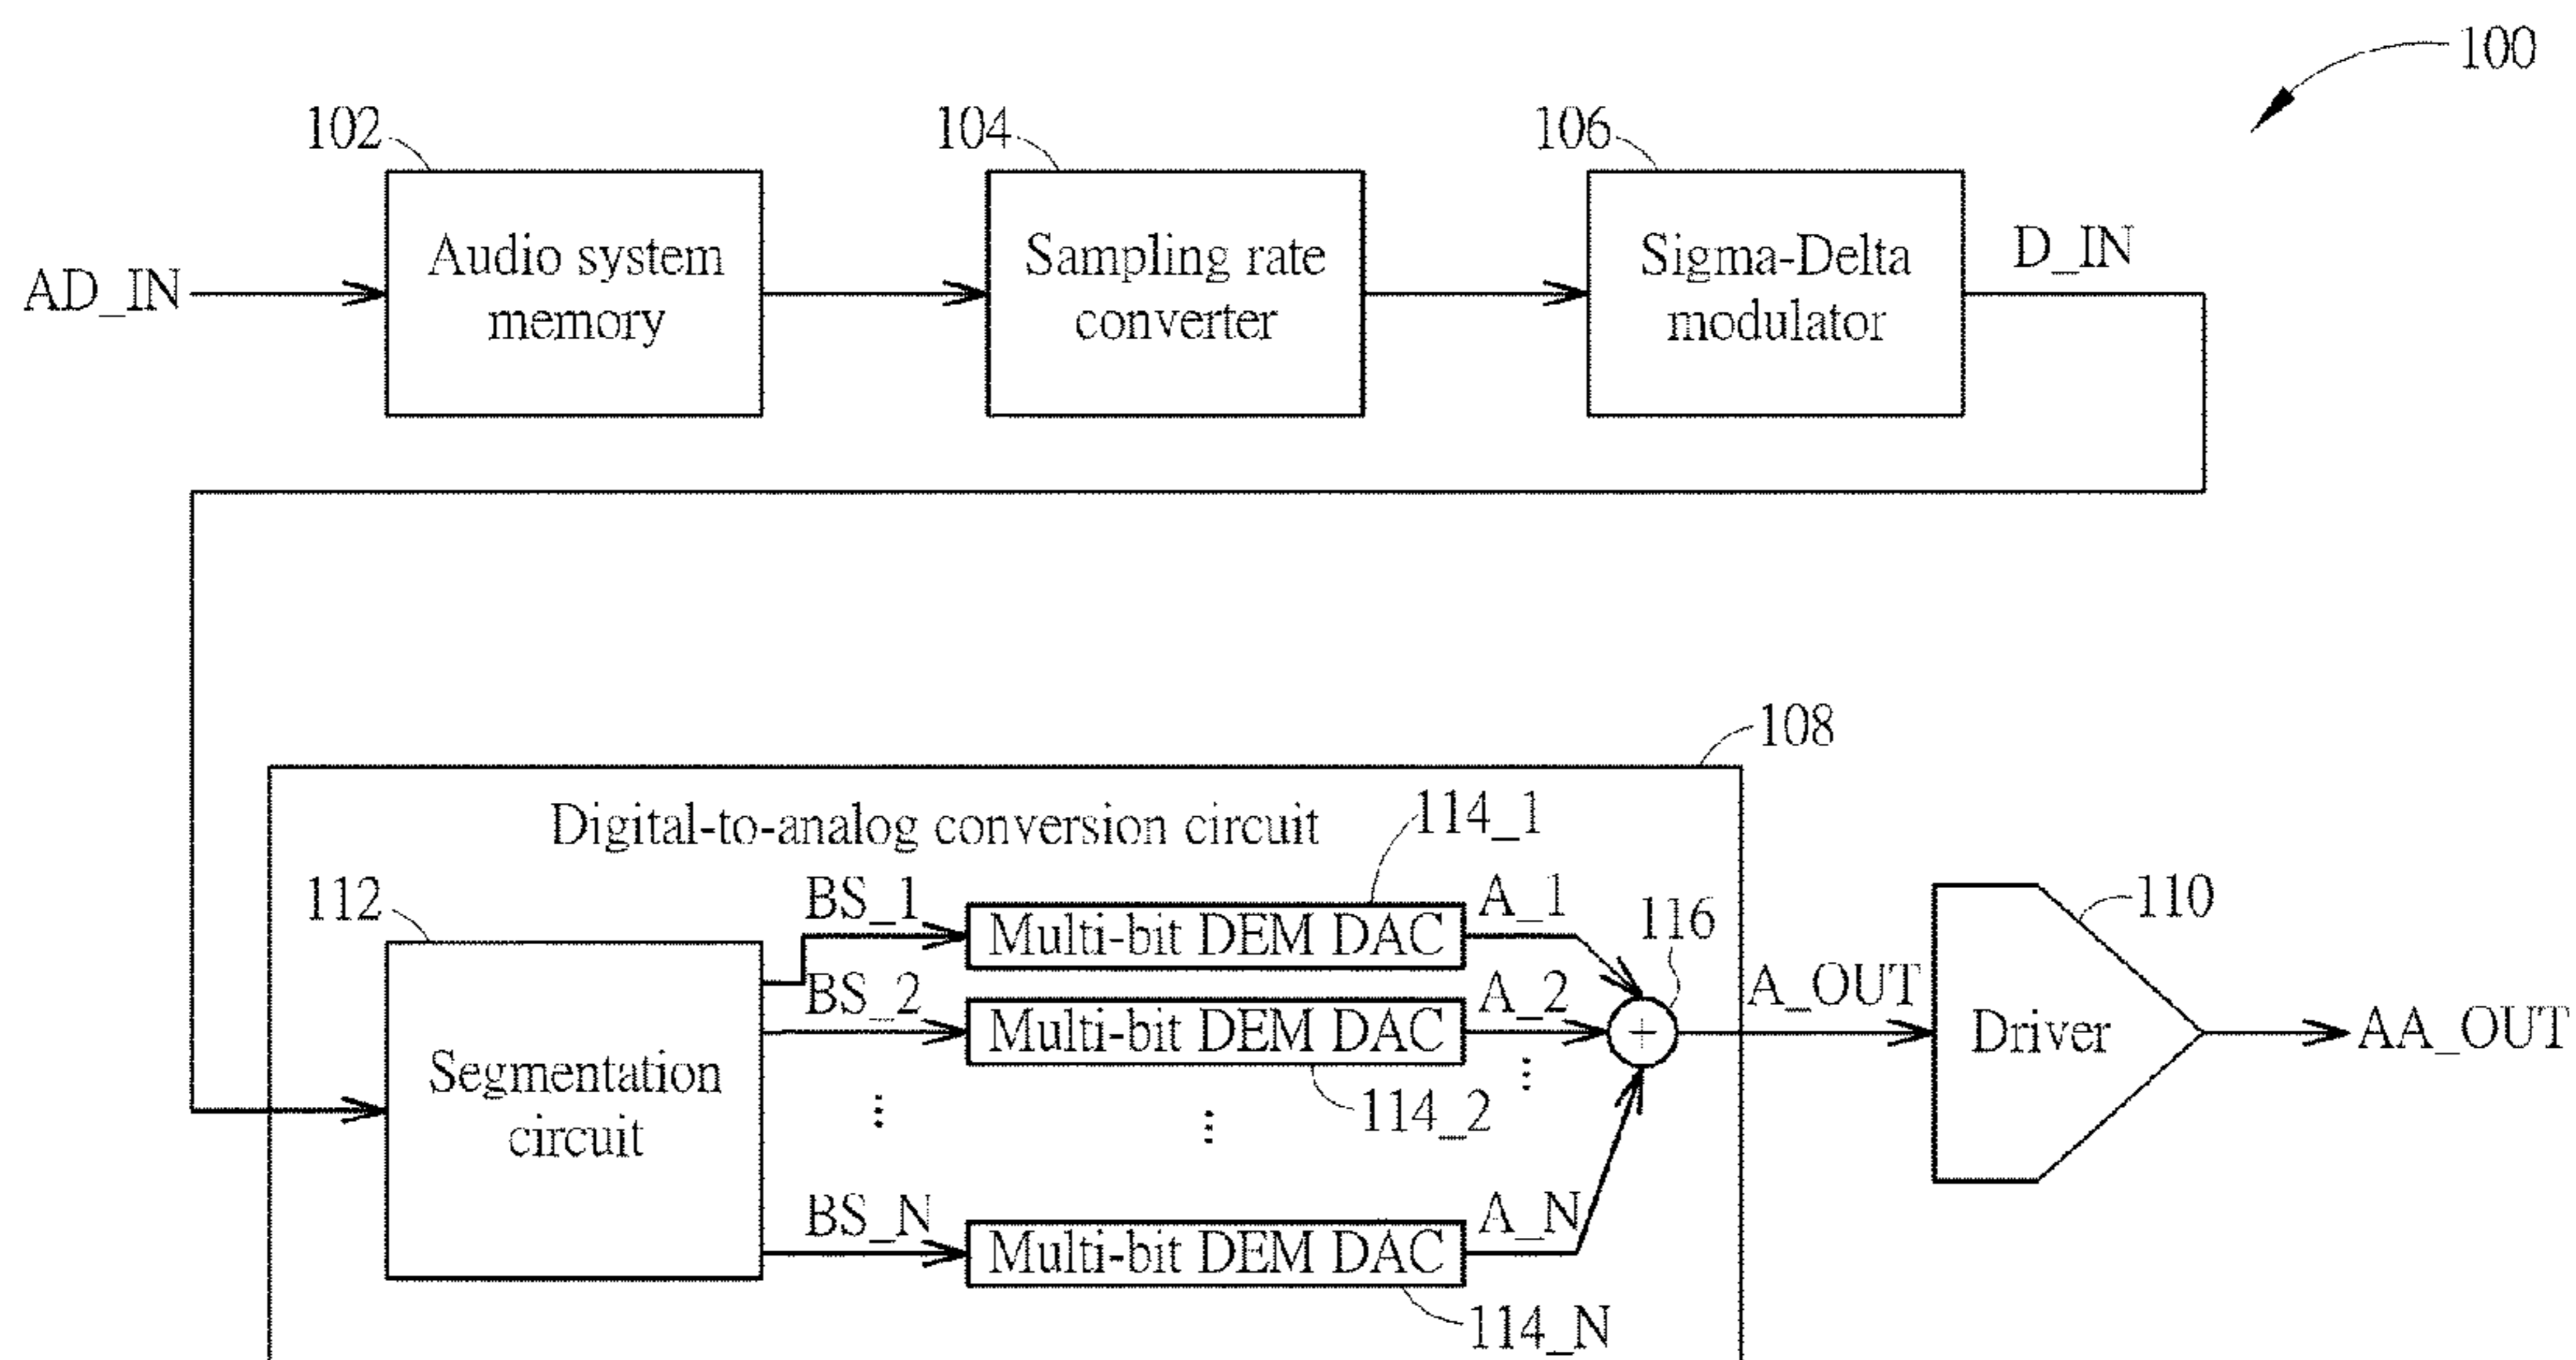 100
102
104
106
AD_IN
Audio system
memory
Sampling rate
converter
Sigma-Delta
modulator
D_IN
108
Digital-to-analog conversion circuit
114_1
112
BS_1
Multi-bit DEM DAC
A_1
116
110
BS_2
Multi-bit DEM DAC
A_2
+
A_OUT
Driver
AA_OUT
Segmentation
circuit
114_2
...
...
...
BS_N
Multi-bit DEM DAC
A_N
114_N